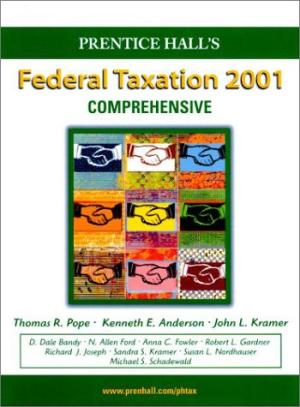 PRENTICE HALL'S
Federal Taxation 2001
COMPREHENSIVE
Thomas R. Pope · Kenneth E. Anderson · John L. Kramer
D. Dale Bandy · N. Allen Ford · Anna C. Fowler · Robert L. Gardner
Richard J. Joseph · Sandra S. Kramer · Susan L. Nordhauser
Michael S. Schadewald
www.prenhall.com/phtax